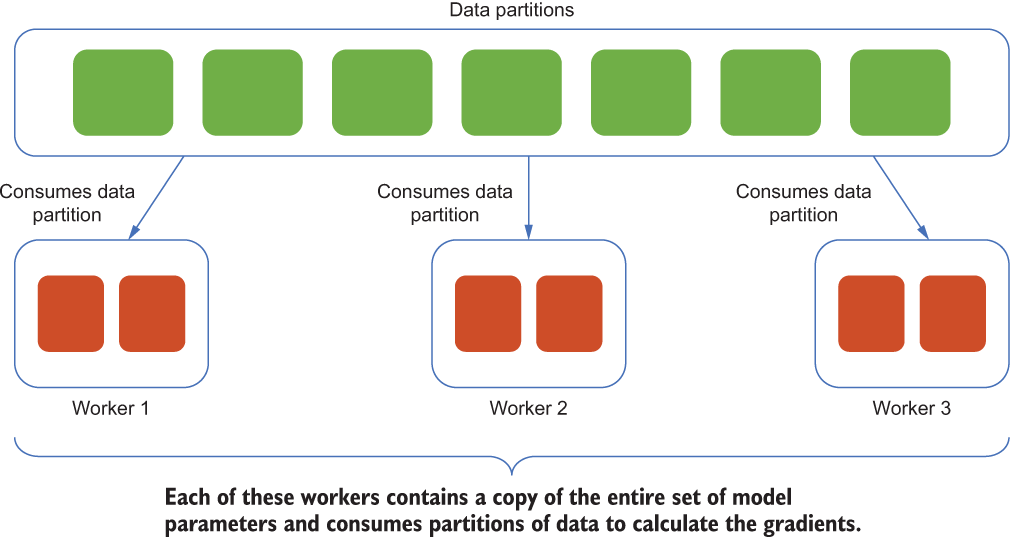 Data partitions
Consumes data
partition
Consumes data
partition
Consumes data
partition
Worker 1
Worker 2
Worker 3
Each of these workers contains a copy of the entire set of model
parameters and consumes partitions of data to calculate the gradients.